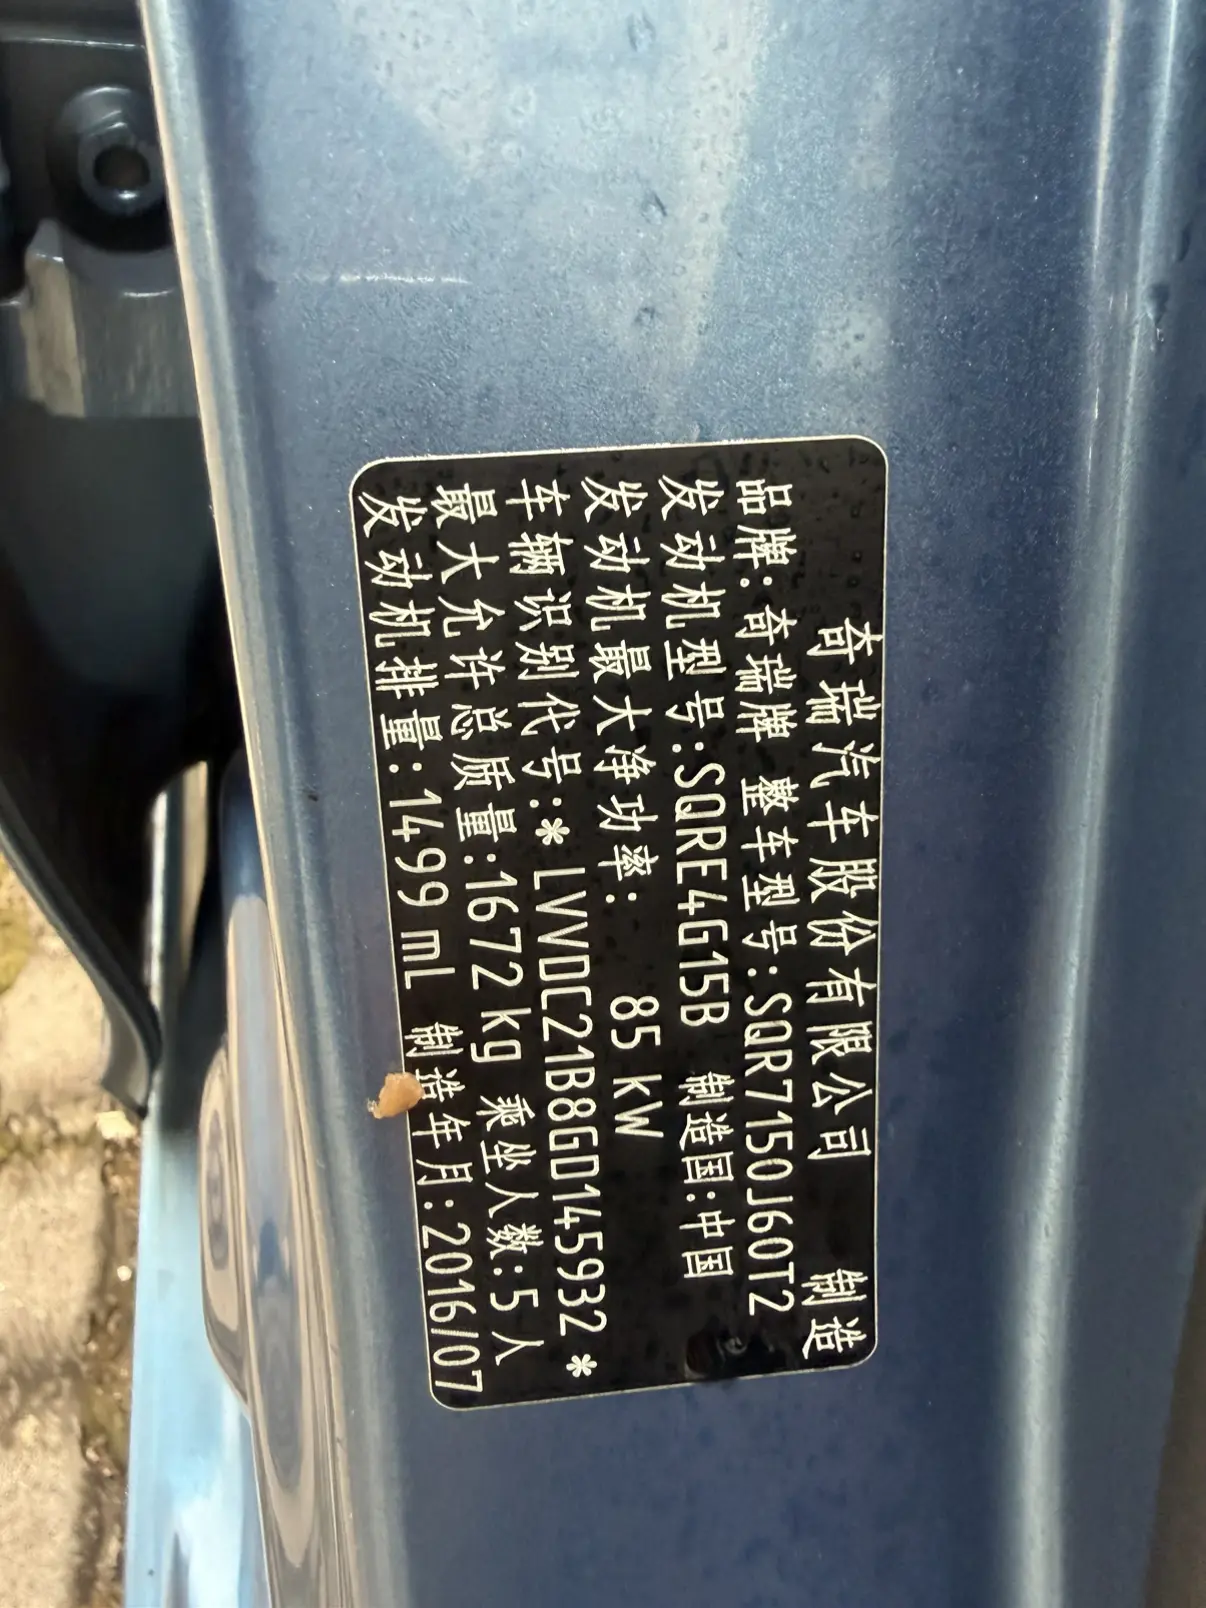 奇瑞汽车股份有限公司 制造
品牌:奇瑞牌 整车型号:SQR7150J60T2
发动机型号:SQRE4G15B 制造国:中国
发动机最大净功率: 85 kW
车辆识别代号:* LVVDC21B8GD145932 *
最大允许总质量:1672 kg 乘坐人数:5 人
发动机排量:1499 mL 制造年月:2016/07